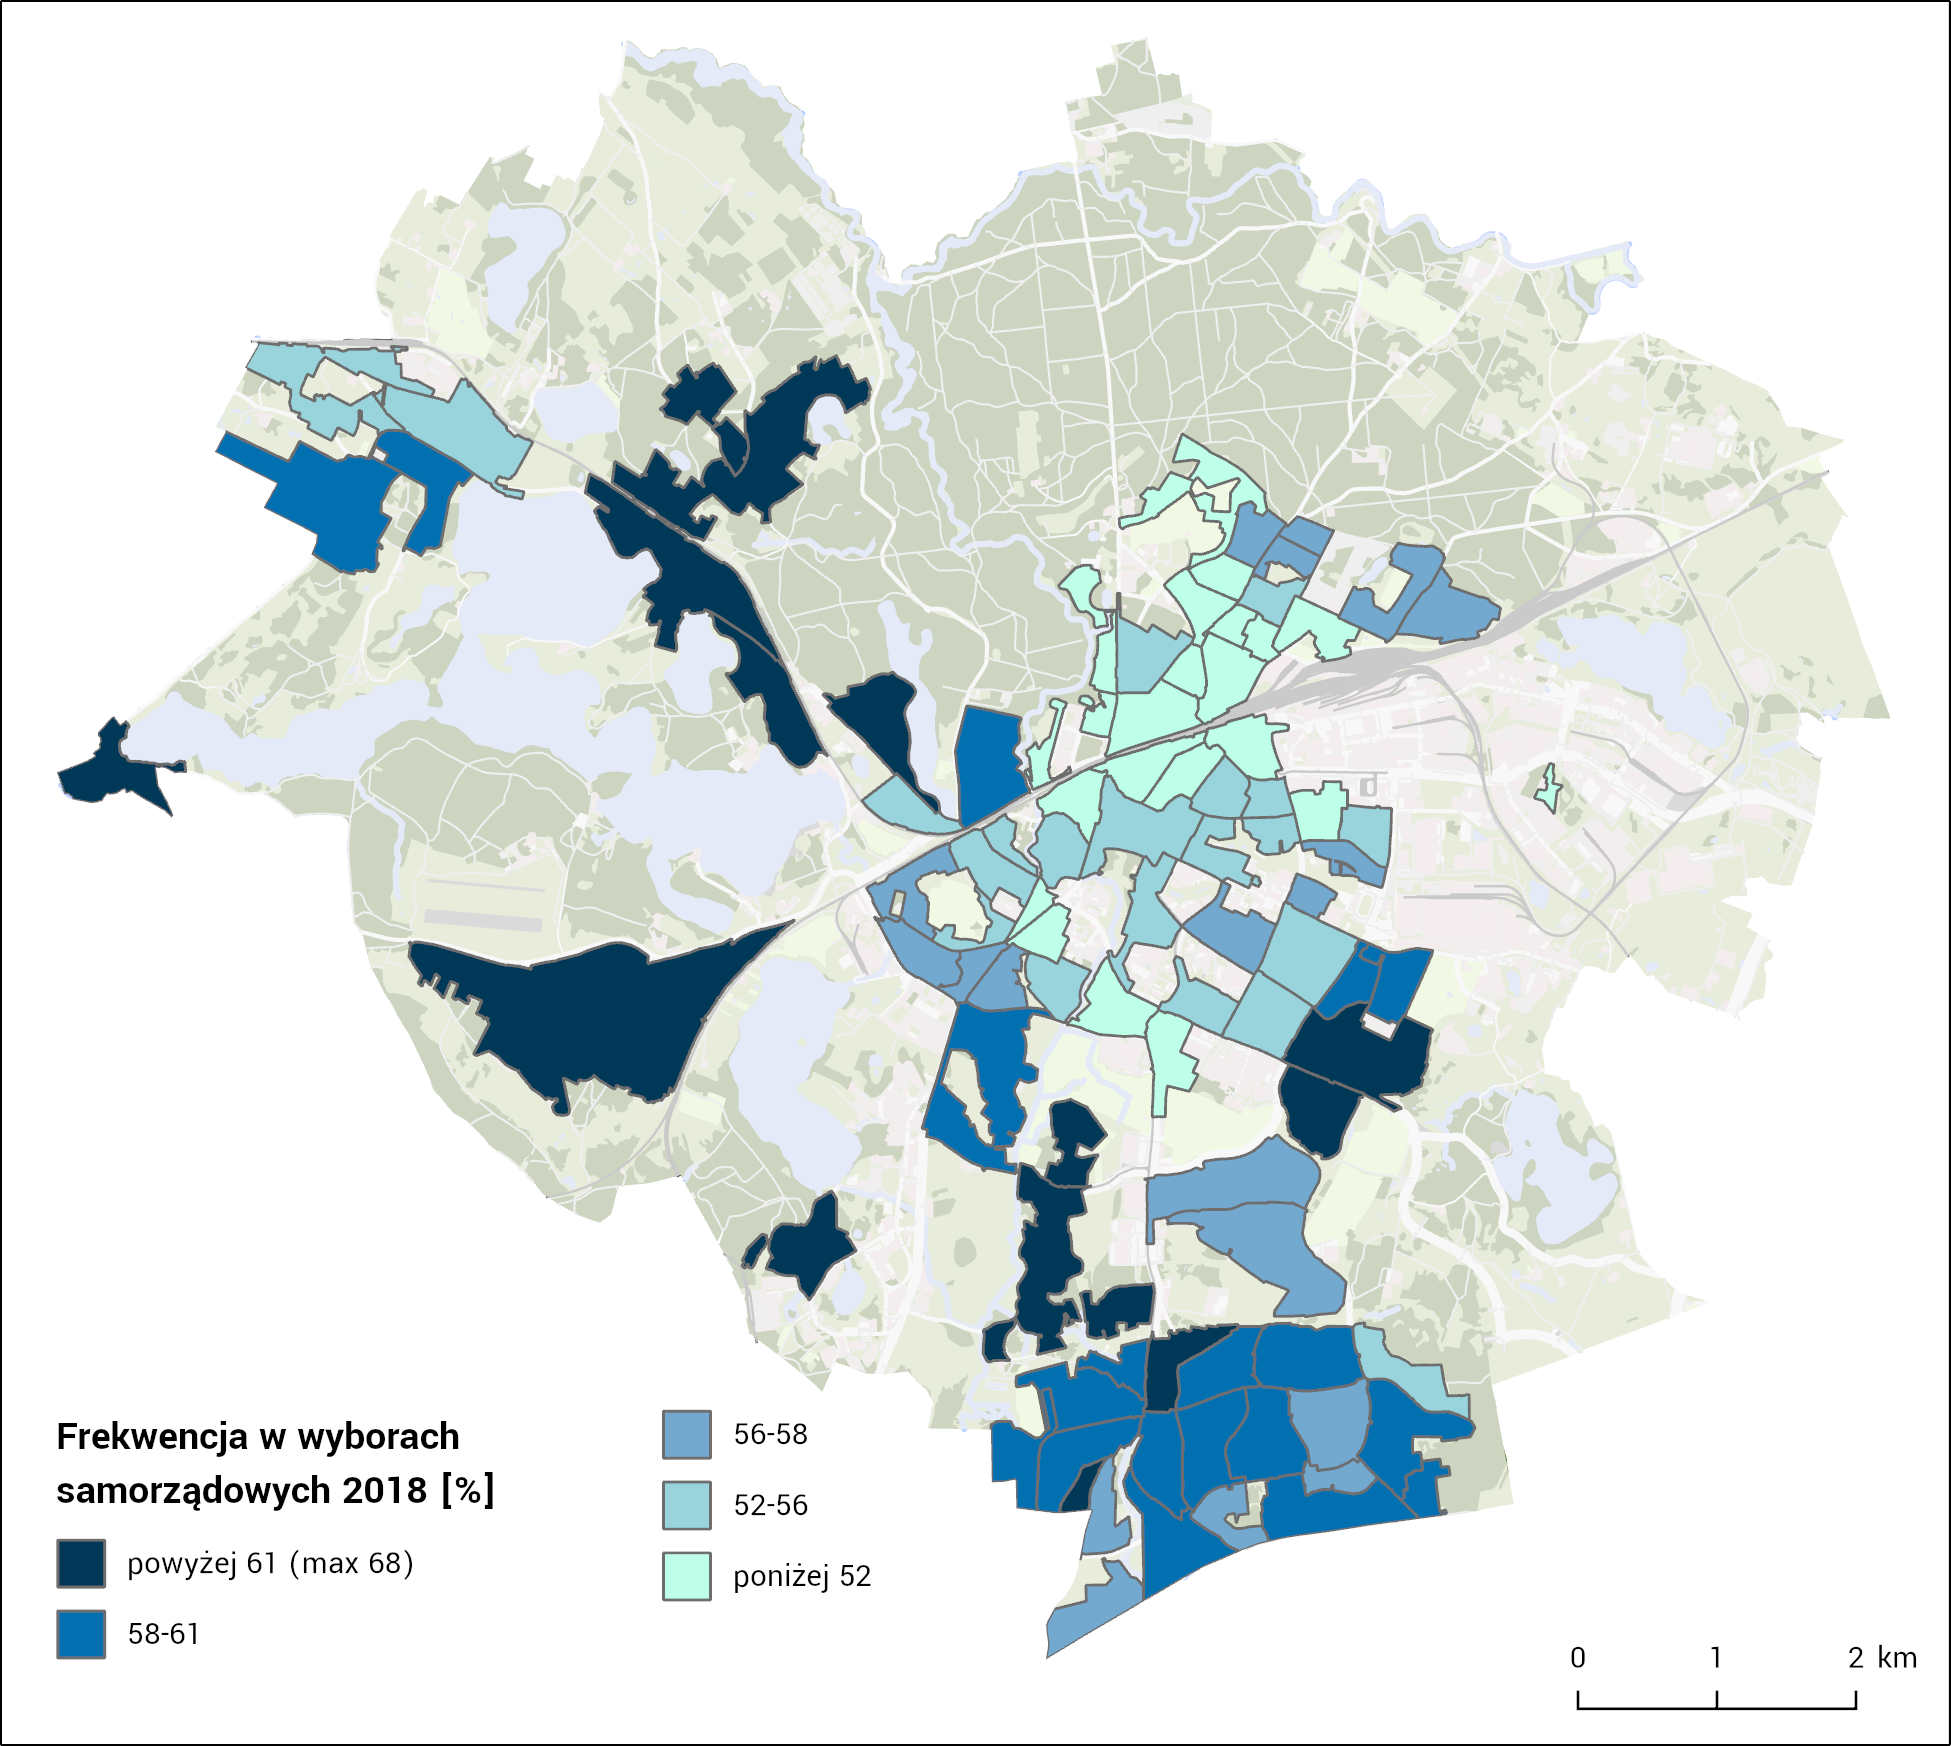 Frekwencja w wyborach
samorządowych 2018 [%]
powyżej 61 (max 68)
58-61
56-58
52-56
poniżej 52
0 1 2 km